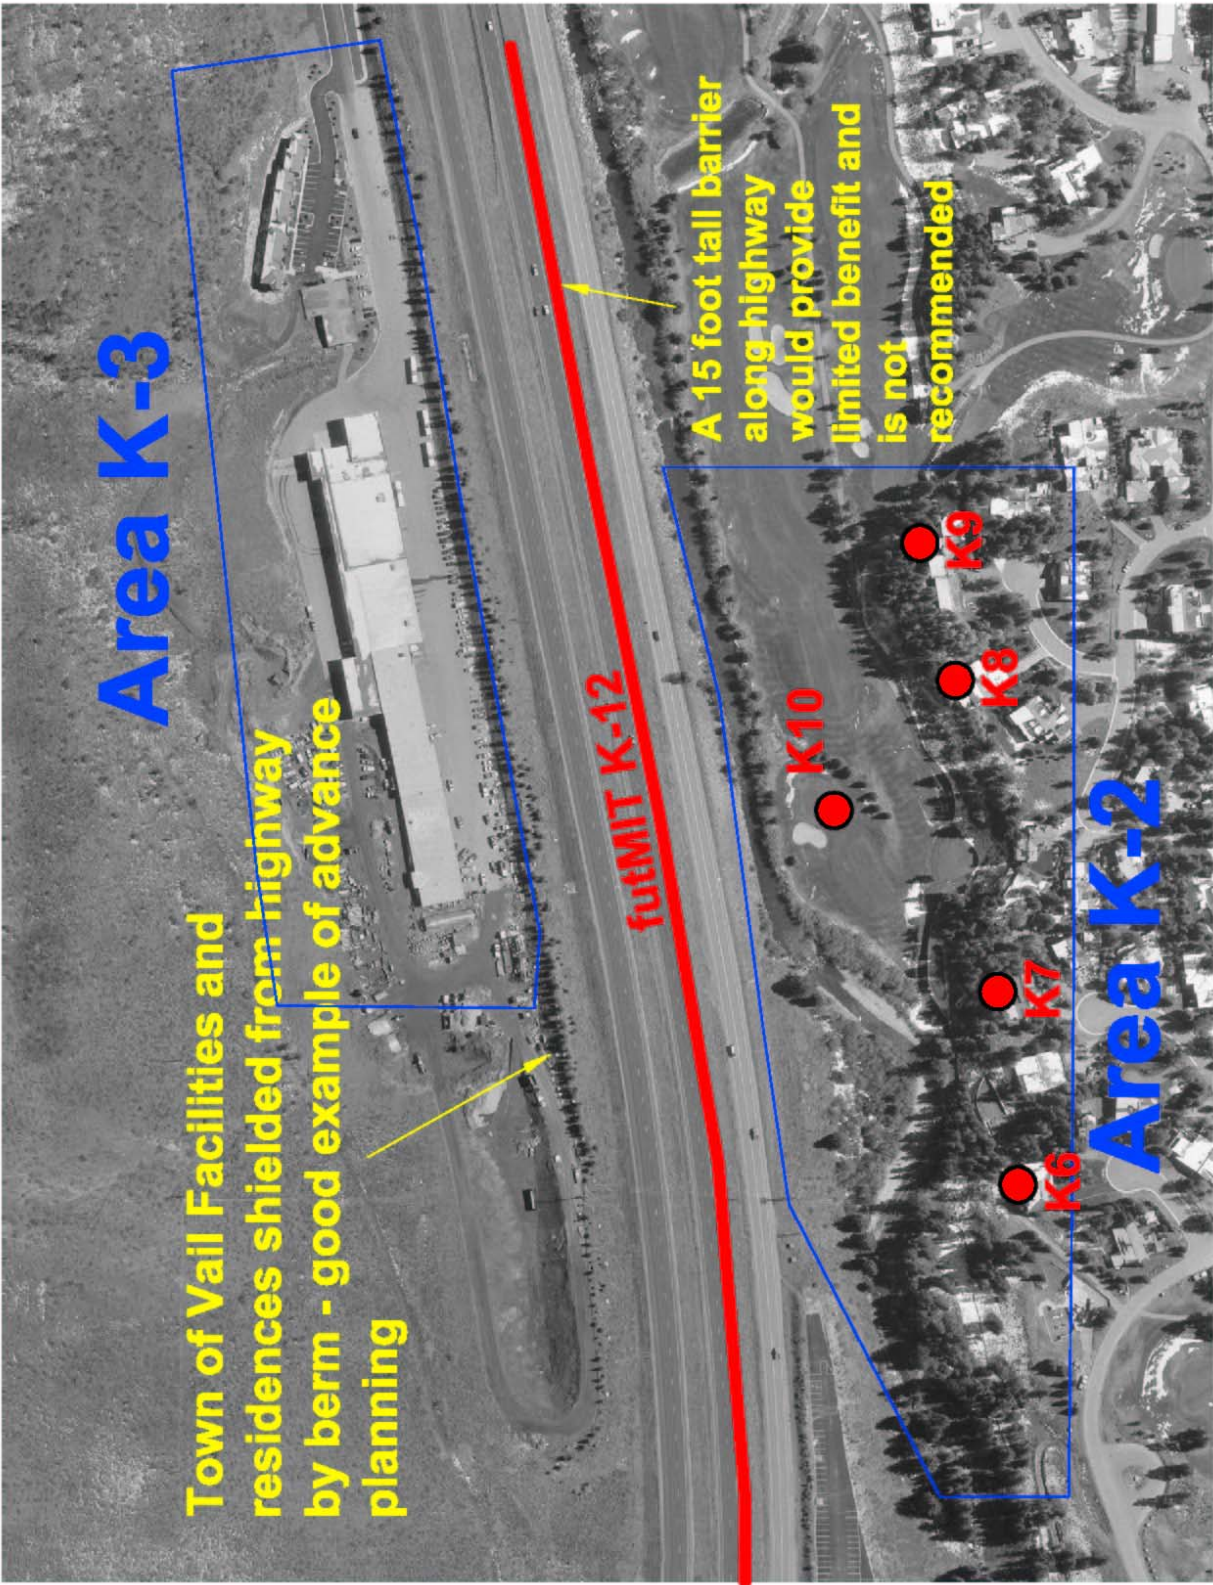 Area K-3
Town of Vail Facilities and
residences shielded from highway
by berm - good example of advance
planning
futMIT K-12
A 15 foot tall barrier
along highway
would provide
limited benefit and
is not
recommended
K10
K9
K8
K7
K6
Area K-2